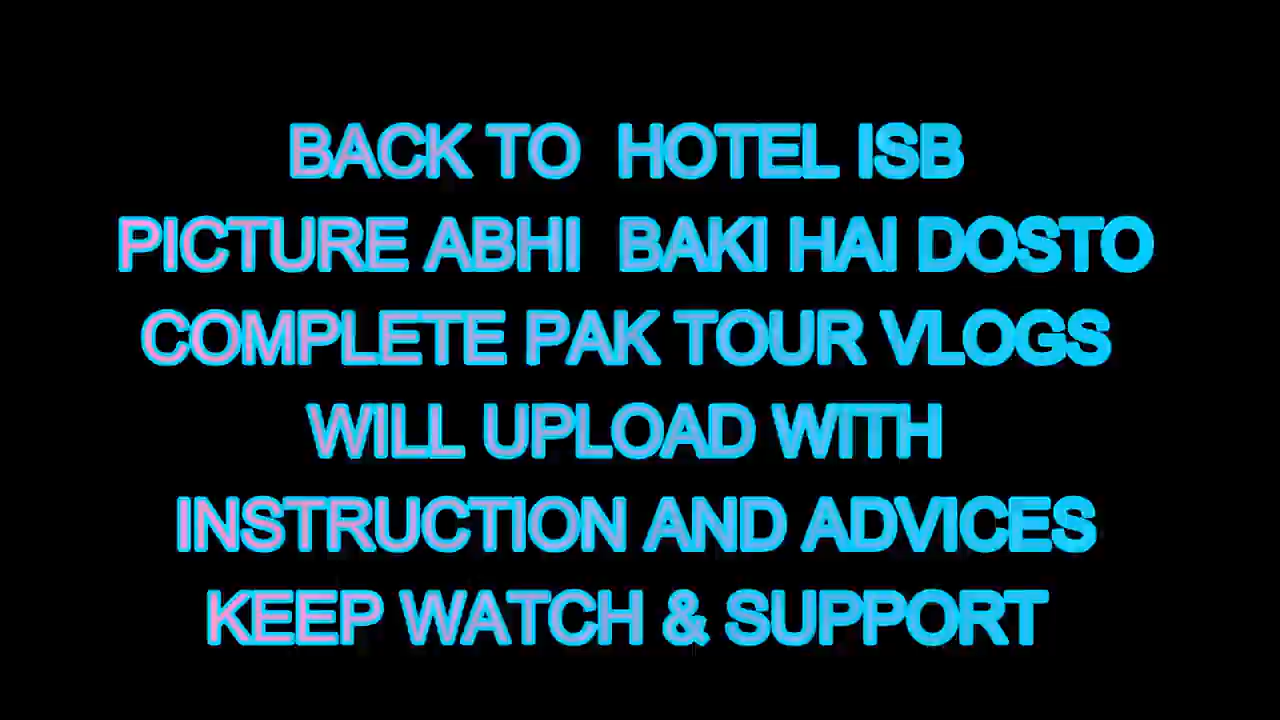 BACK TO HOTEL ISB
PICTURE ABHI BAKI HAI DOSTO
COMPLETE PAK TOUR VLOGS
WILL UPLOAD WITH
INSTRUCTION AND ADVICES
KEEP WATCH & SUPPORT